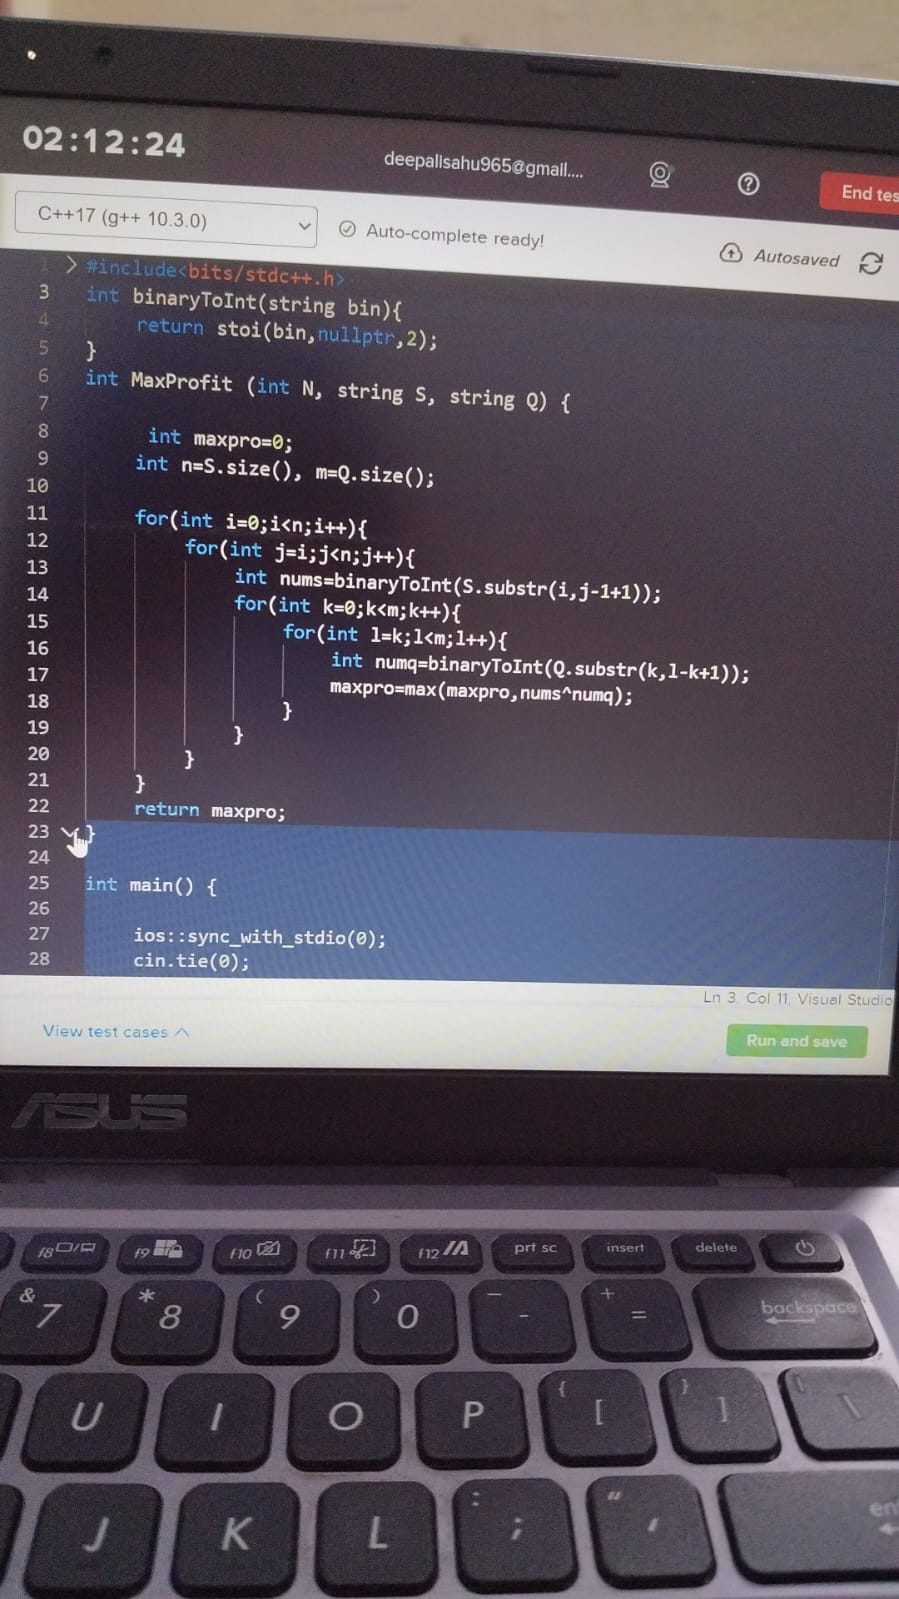 02:12:24
deepalisahu965@gmail....
End tes
C++17 (g++ 10.3.0)
Auto-complete ready!
Autosaved
1 #include<bits/stdc++.h>
3 int binaryToInt(string bin){
4 return stoi(bin,nullptr,2);
5 }
6 int MaxProfit (int N, string S, string Q) {
7
8 int maxpro=0;
9 int n=S.size(), m=Q.size();
10
11 for(int i=0;i<n;i++){
12 for(int j=i;j<n;j++){
13 int nums=binaryToInt(S.substr(i,j-1+1));
14 for(int k=0;k<m;k++){
15 for(int l=k;l<m;l++){
16 int numq=binaryToInt(Q.substr(k,l-k+1));
17 maxpro=max(maxpro,nums^numq);
18 }
19 }
20 }
21 }
22 return maxpro;
23 }
24
25 int main() {
26
27 ios::sync_with_stdio(0);
28 cin.tie(0);
Ln 3, Col 11, Visual Studio
View test cases
Run and save
ASUS
f8 f9 f10 f11 f12 prt sc insert delete
& * ( ) — +
7 8 9 0 - = backspace
{ } |
U I O P [ ] \
: "
J K L ; ' en